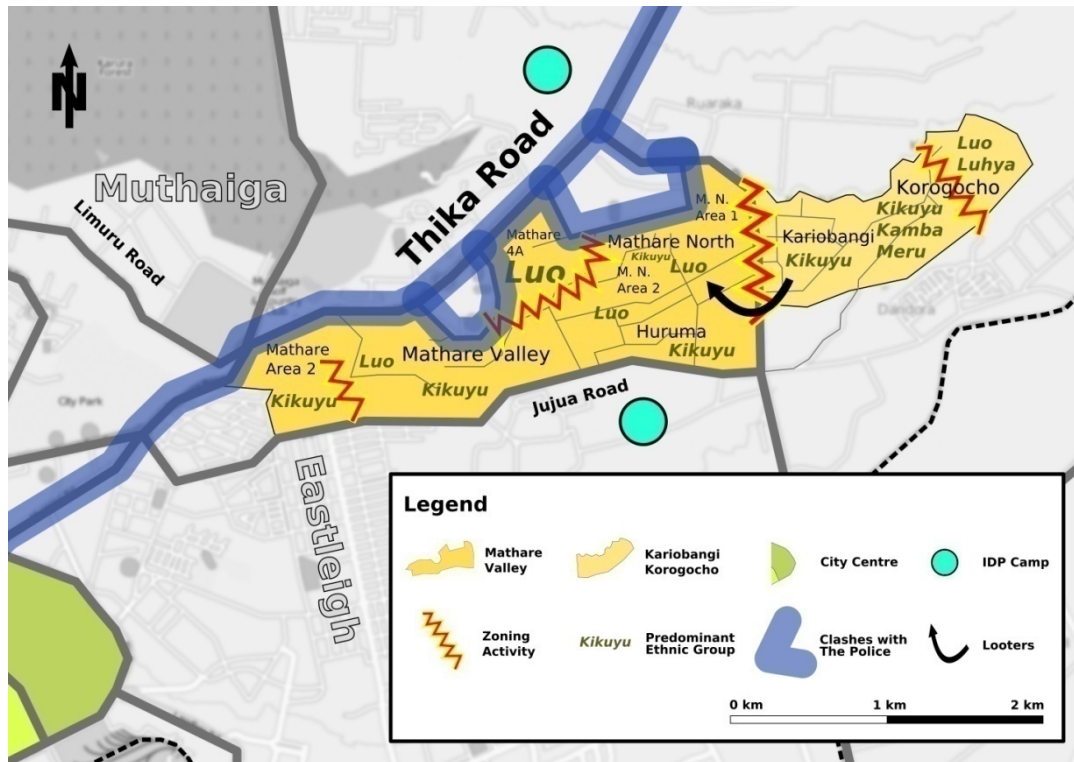 N
Karura
Forest
Ruaraka
Muthaiga
Limuru Road
Thika Road
Luo
Luhya
Korogocho
Kikuyu
Kamba
Meru
M. N.
Area 1
Kariobangi
Kikuyu
Mathare
4A
Luo
Mathare North
Kikuyu
M. N.
Area 2
Luo
Luo
Huruma
Kikuyu
Dandora
Mathare
Area 2
Luo
Mathare Valley
Kikuyu
Kikuyu
City Park
Jujua Road
Eastleigh
Legend
Mathare
Valley
Kariobangi
Korogocho
City Centre
IDP Camp
Zoning
Activity
Kikuyu
Predominant
Ethnic Group
Clashes with
The Police
Looters
0 km
1 km
2 km